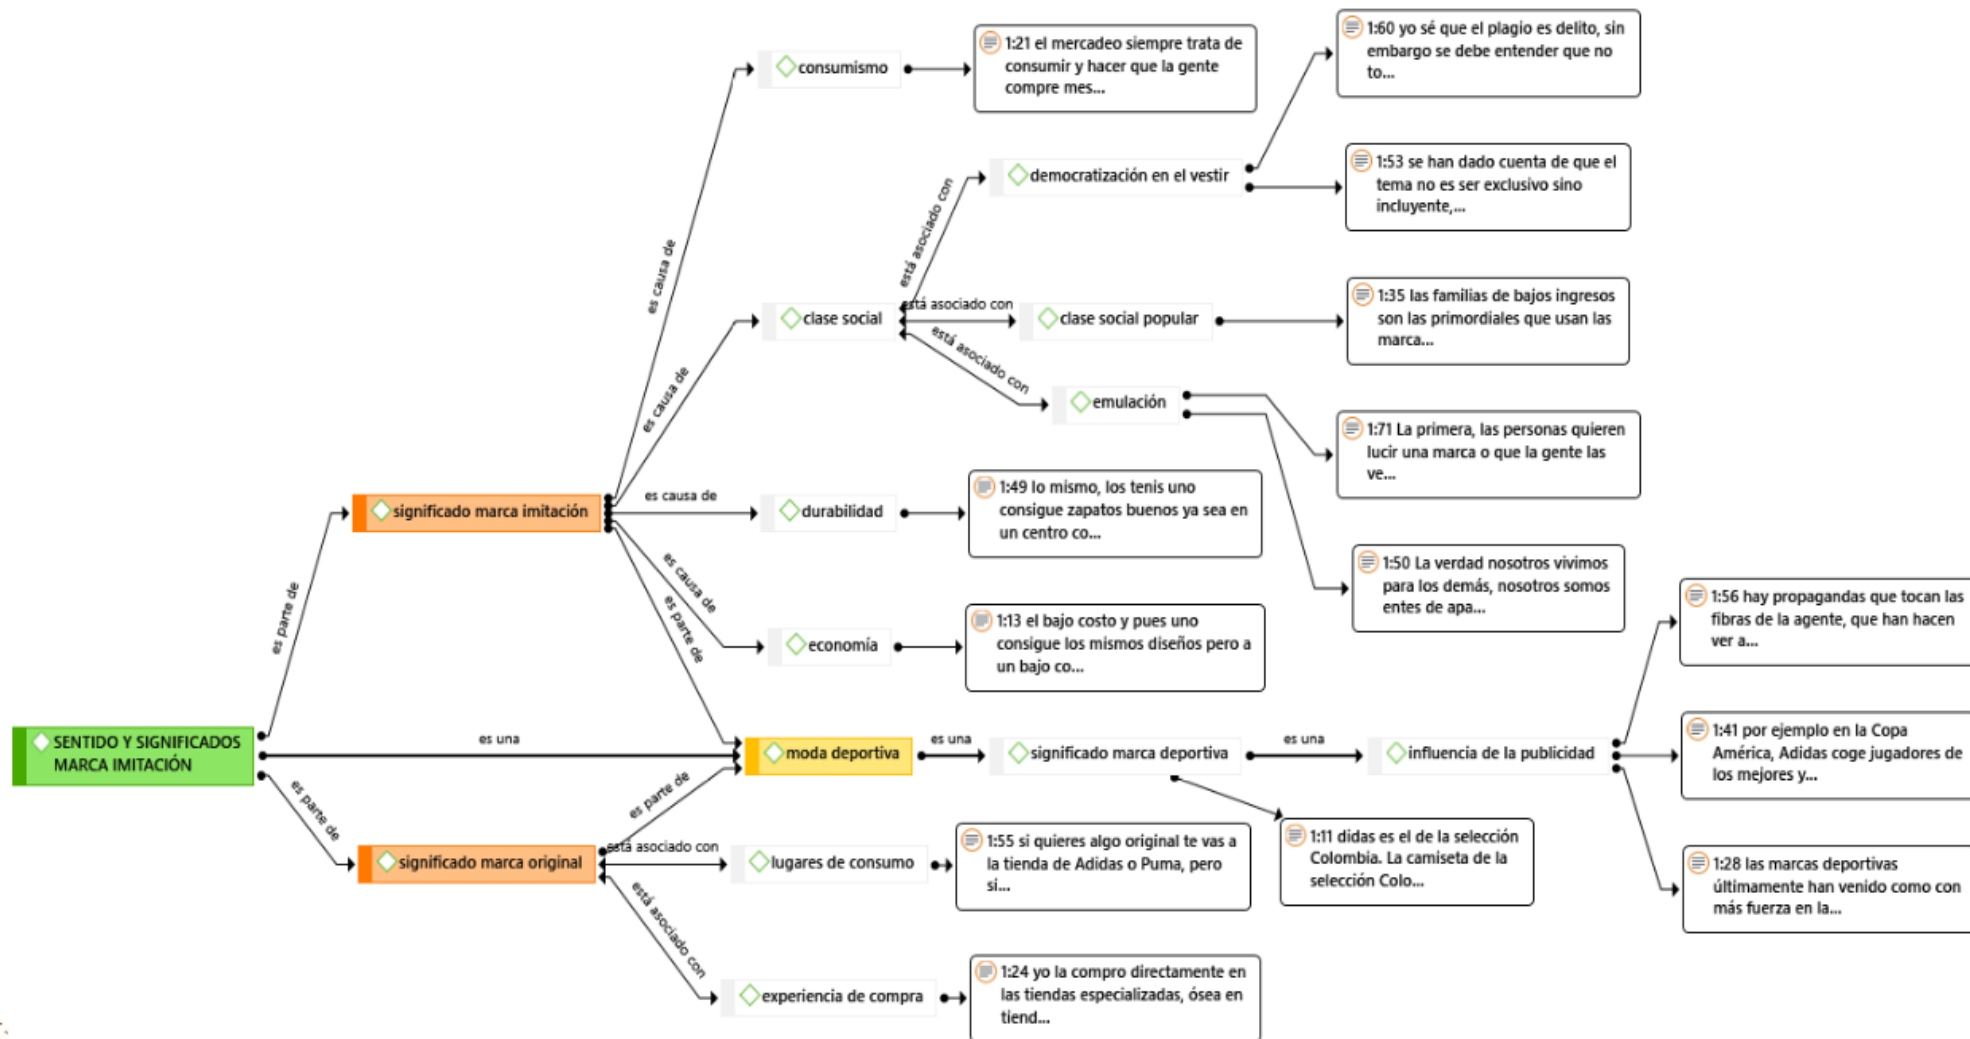 consumismo
1:21 el mercadeo siempre trata de
consumir y hacer que la gente
compre mes...
1:60 yo sé que el plagio es delito, sin
embargo se debe entender que no
to...
democratización en el vestir
1:53 se han dado cuenta de que el
tema no es ser exclusivo sino
incluyente,...
es causa de
está asociado con
clase social
está asociado con
clase social popular
1:35 las familias de bajos ingresos
son las primordiales que usan las
marca...
está asociado con
es causa de
emulación
1:71 La primera, las personas quieren
lucir una marca o que la gente las
ve...
1:50 La verdad nosotros vivimos
para los demás, nosotros somos
entes de apa...
significado marca imitación
es causa de
durabilidad
1:49 lo mismo, los tenis uno
consigue zapatos buenos ya sea en
un centro co...
es causa de
es parte de
es parte de
economía
1:13 el bajo costo y pues uno
consigue los mismos diseños pero a
un bajo co...
1:56 hay propagandas que tocan las
fibras de la agente, que han hacen
ver a...
SENTIDO Y SIGNIFICADOS
MARCA IMITACIÓN
es una
moda deportiva
es una
significado marca deportiva
es una
influencia de la publicidad
1:41 por ejemplo en la Copa
América, Adidas coge jugadores de
los mejores y...
es parte de
es parte de
significado marca original
está asociado con
lugares de consumo
1:55 si quieres algo original te vas a
la tienda de Adidas o Puma, pero
si...
1:11 didas es el de la selección
Colombia. La camiseta de la
selección Colo...
1:28 las marcas deportivas
últimamente han venido como con
más fuerza en la...
está asociado con
experiencia de compra
1:24 yo la compro directamente en
las tiendas especializadas, ósea en
tiend...